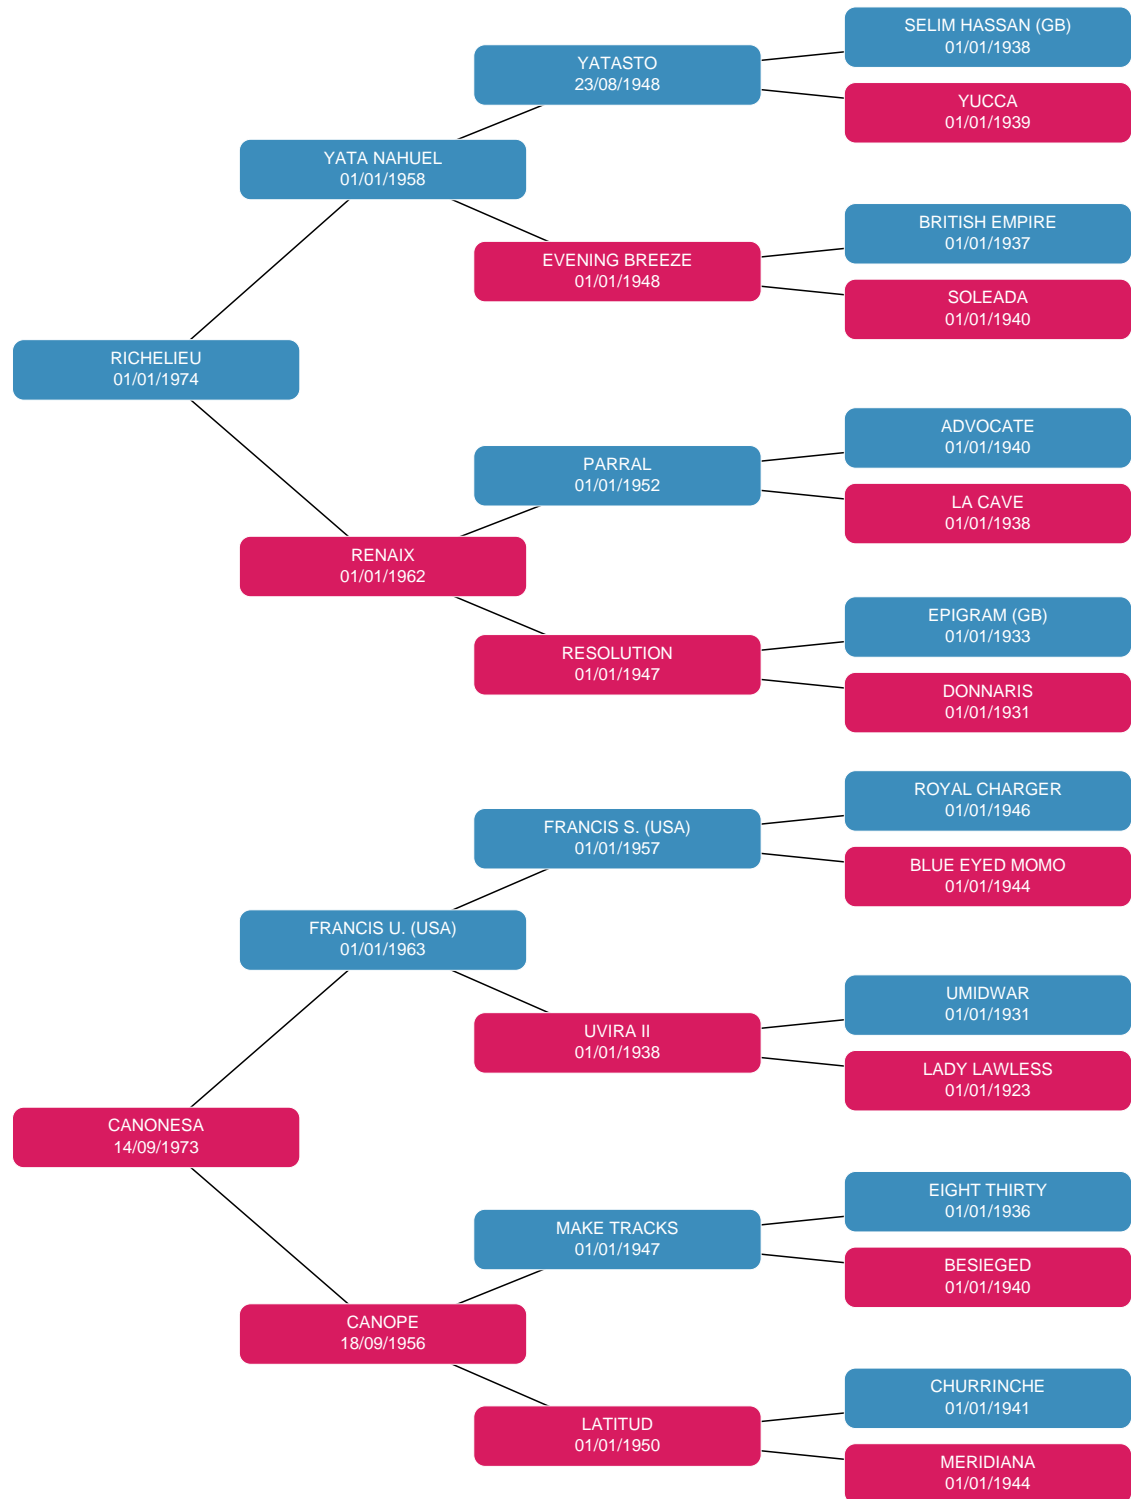 SELIM HASSAN (GB)
01/01/1938
YATASTO
23/08/1948
YUCCA
01/01/1939
YATA NAHUEL
01/01/1958
BRITISH EMPIRE
01/01/1937
EVENING BREEZE
01/01/1948
SOLEADA
01/01/1940
RICHELIEU
01/01/1974
ADVOCATE
01/01/1940
PARRAL
01/01/1952
LA CAVE
01/01/1938
RENAIX
01/01/1962
EPIGRAM (GB)
01/01/1933
RESOLUTION
01/01/1947
DONNARIS
01/01/1931
ROYAL CHARGER
01/01/1946
FRANCIS S. (USA)
01/01/1957
BLUE EYED MOMO
01/01/1944
FRANCIS U. (USA)
01/01/1963
UMIDWAR
01/01/1931
UVIRA II
01/01/1938
LADY LAWLESS
01/01/1923
CANONESA
14/09/1973
EIGHT THIRTY
01/01/1936
MAKE TRACKS
01/01/1947
BESIEGED
01/01/1940
CANOPE
18/09/1956
CHURRINCHE
01/01/1941
LATITUD
01/01/1950
MERIDIANA
01/01/1944